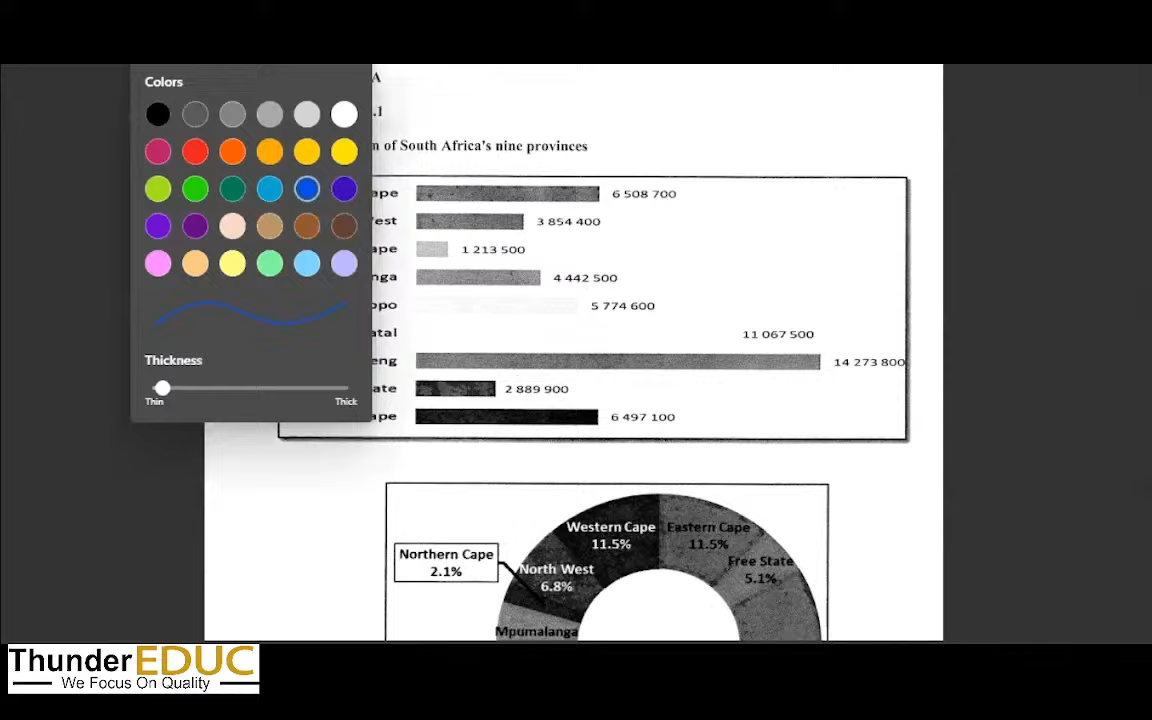 Colors
A
.1
n of South Africa's nine provinces
ape 6 508 700
est 3 854 400
ape 1 213 500
nga 4 442 500
opo 5 774 600
atal 11 067 500
eng 14 273 800
ate 2 889 900
ape 6 497 100
Thickness
Thin Thick
Western Cape
11.5%
Eastern Cape
11.5%
Northern Cape
2.1%
North West
6.8%
Free State
5.1%
Mpumalanga
ThunderEDUC
We Focus On Quality